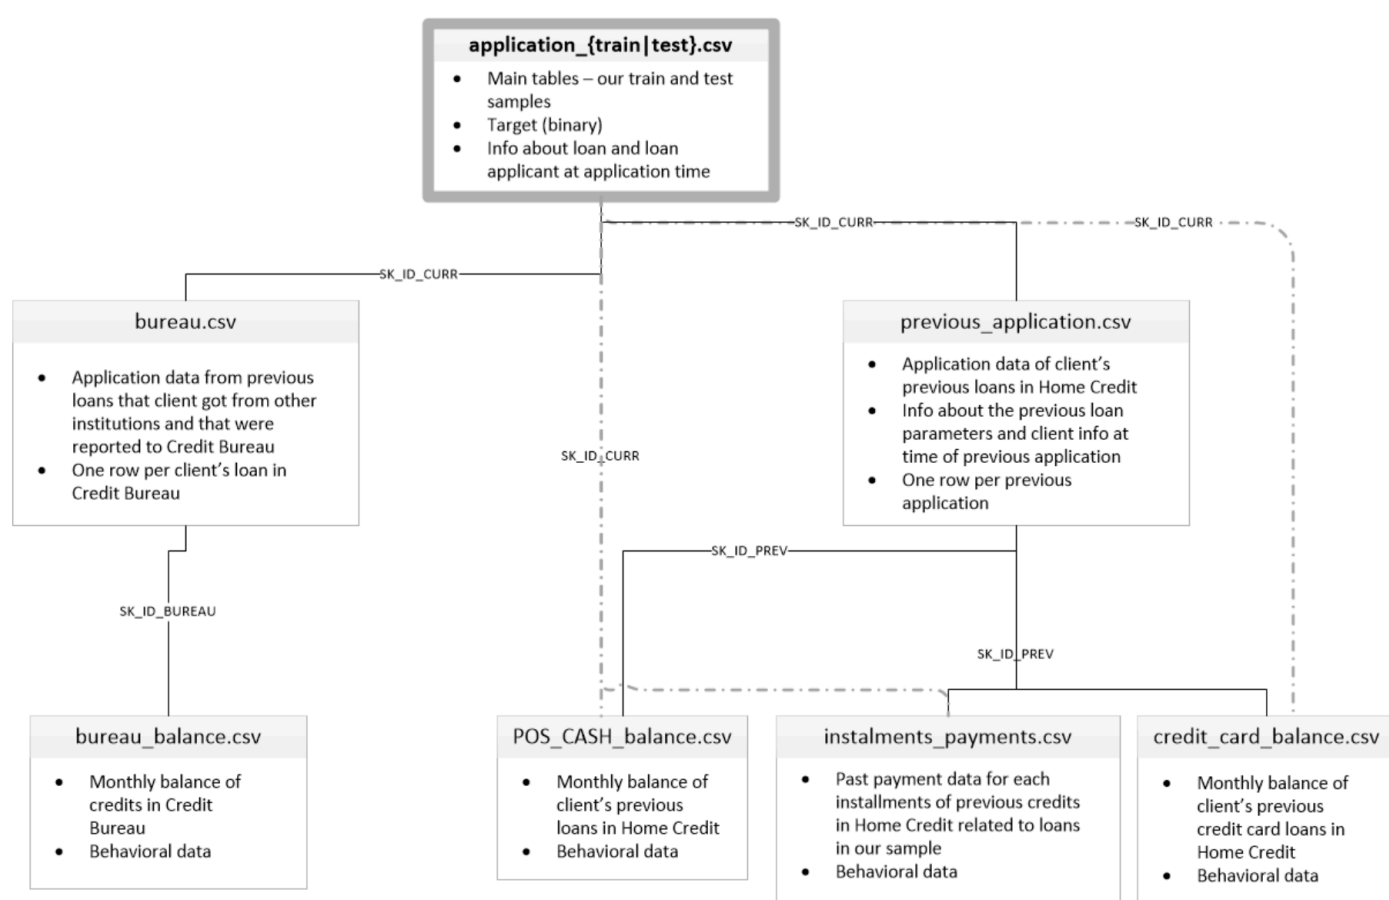 application_{train|test}.csv
• Main tables – our train and test
samples
• Target (binary)
• Info about loan and loan
applicant at application time
SK_ID_CURR
SK_ID_CURR
SK_ID_CURR
bureau.csv
• Application data from previous
loans that client got from other
institutions and that were
reported to Credit Bureau
• One row per client's loan in
Credit Bureau
previous_application.csv
• Application data of client's
previous loans in Home Credit
• Info about the previous loan
parameters and client info at
time of previous application
• One row per previous
application
SK_ID_CURR
SK_ID_PREV
SK_ID_BUREAU
SK_ID_PREV
bureau_balance.csv
• Monthly balance of
credits in Credit
Bureau
• Behavioral data
POS_CASH_balance.csv
• Monthly balance of
client's previous
loans in Home Credit
• Behavioral data
instalments_payments.csv
• Past payment data for each
installments of previous credits
in Home Credit related to loans
in our sample
• Behavioral data
credit_card_balance.csv
• Monthly balance of
client's previous
credit card loans in
Home Credit
• Behavioral data